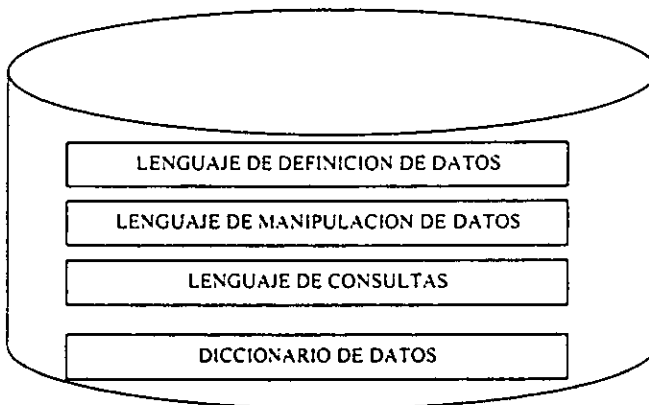 LENGUAJE DE DEFINICION DE DATOS
LENGUAJE DE MANIPULACION DE DATOS
LENGUAJE DE CONSULTAS
DICCIONARIO DE DATOS